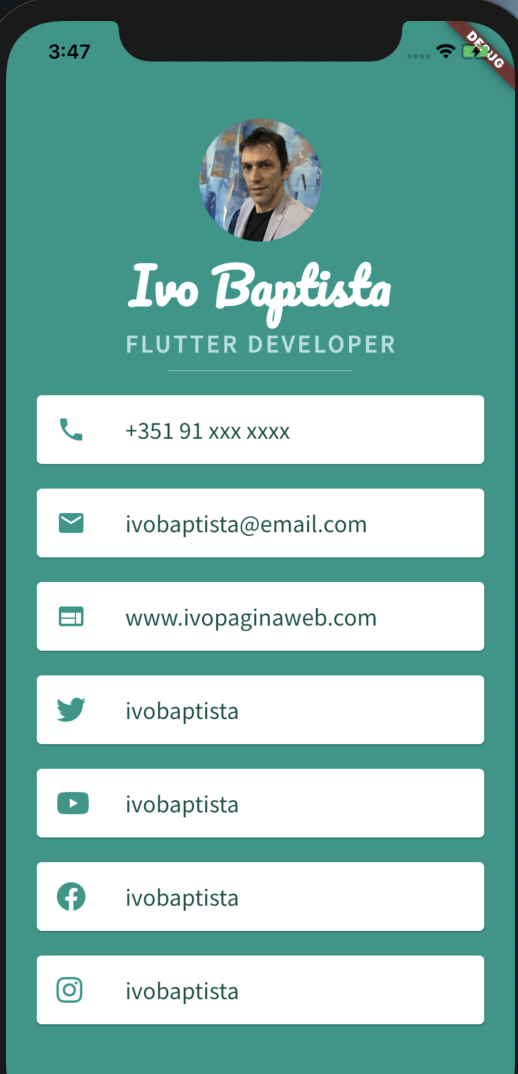 3:47
DEBUG
Ivo Baptista
FLUTTER DEVELOPER
+351 91 xxx xxxx
ivobaptista@email.com
www.ivopaginaweb.com
ivobaptista
ivobaptista
ivobaptista
ivobaptista